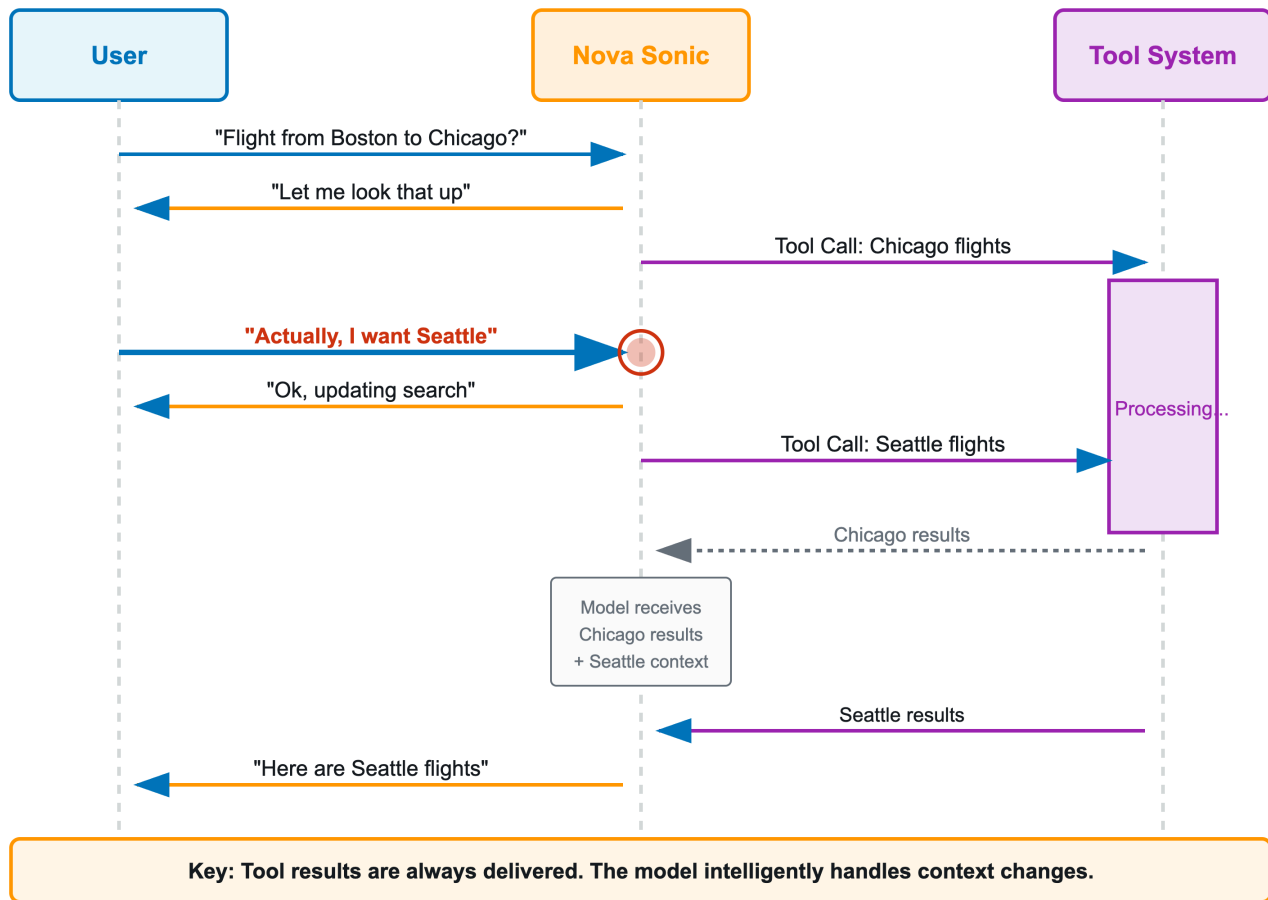 User
Nova Sonic
Tool System
"Flight from Boston to Chicago?"
"Let me look that up"
Tool Call: Chicago flights
"Actually, I want Seattle"
"Ok, updating search"
Processing...
Tool Call: Seattle flights
Chicago results
Model receives
Chicago results
+ Seattle context
Seattle results
"Here are Seattle flights"
Key: Tool results are always delivered. The model intelligently handles context changes.